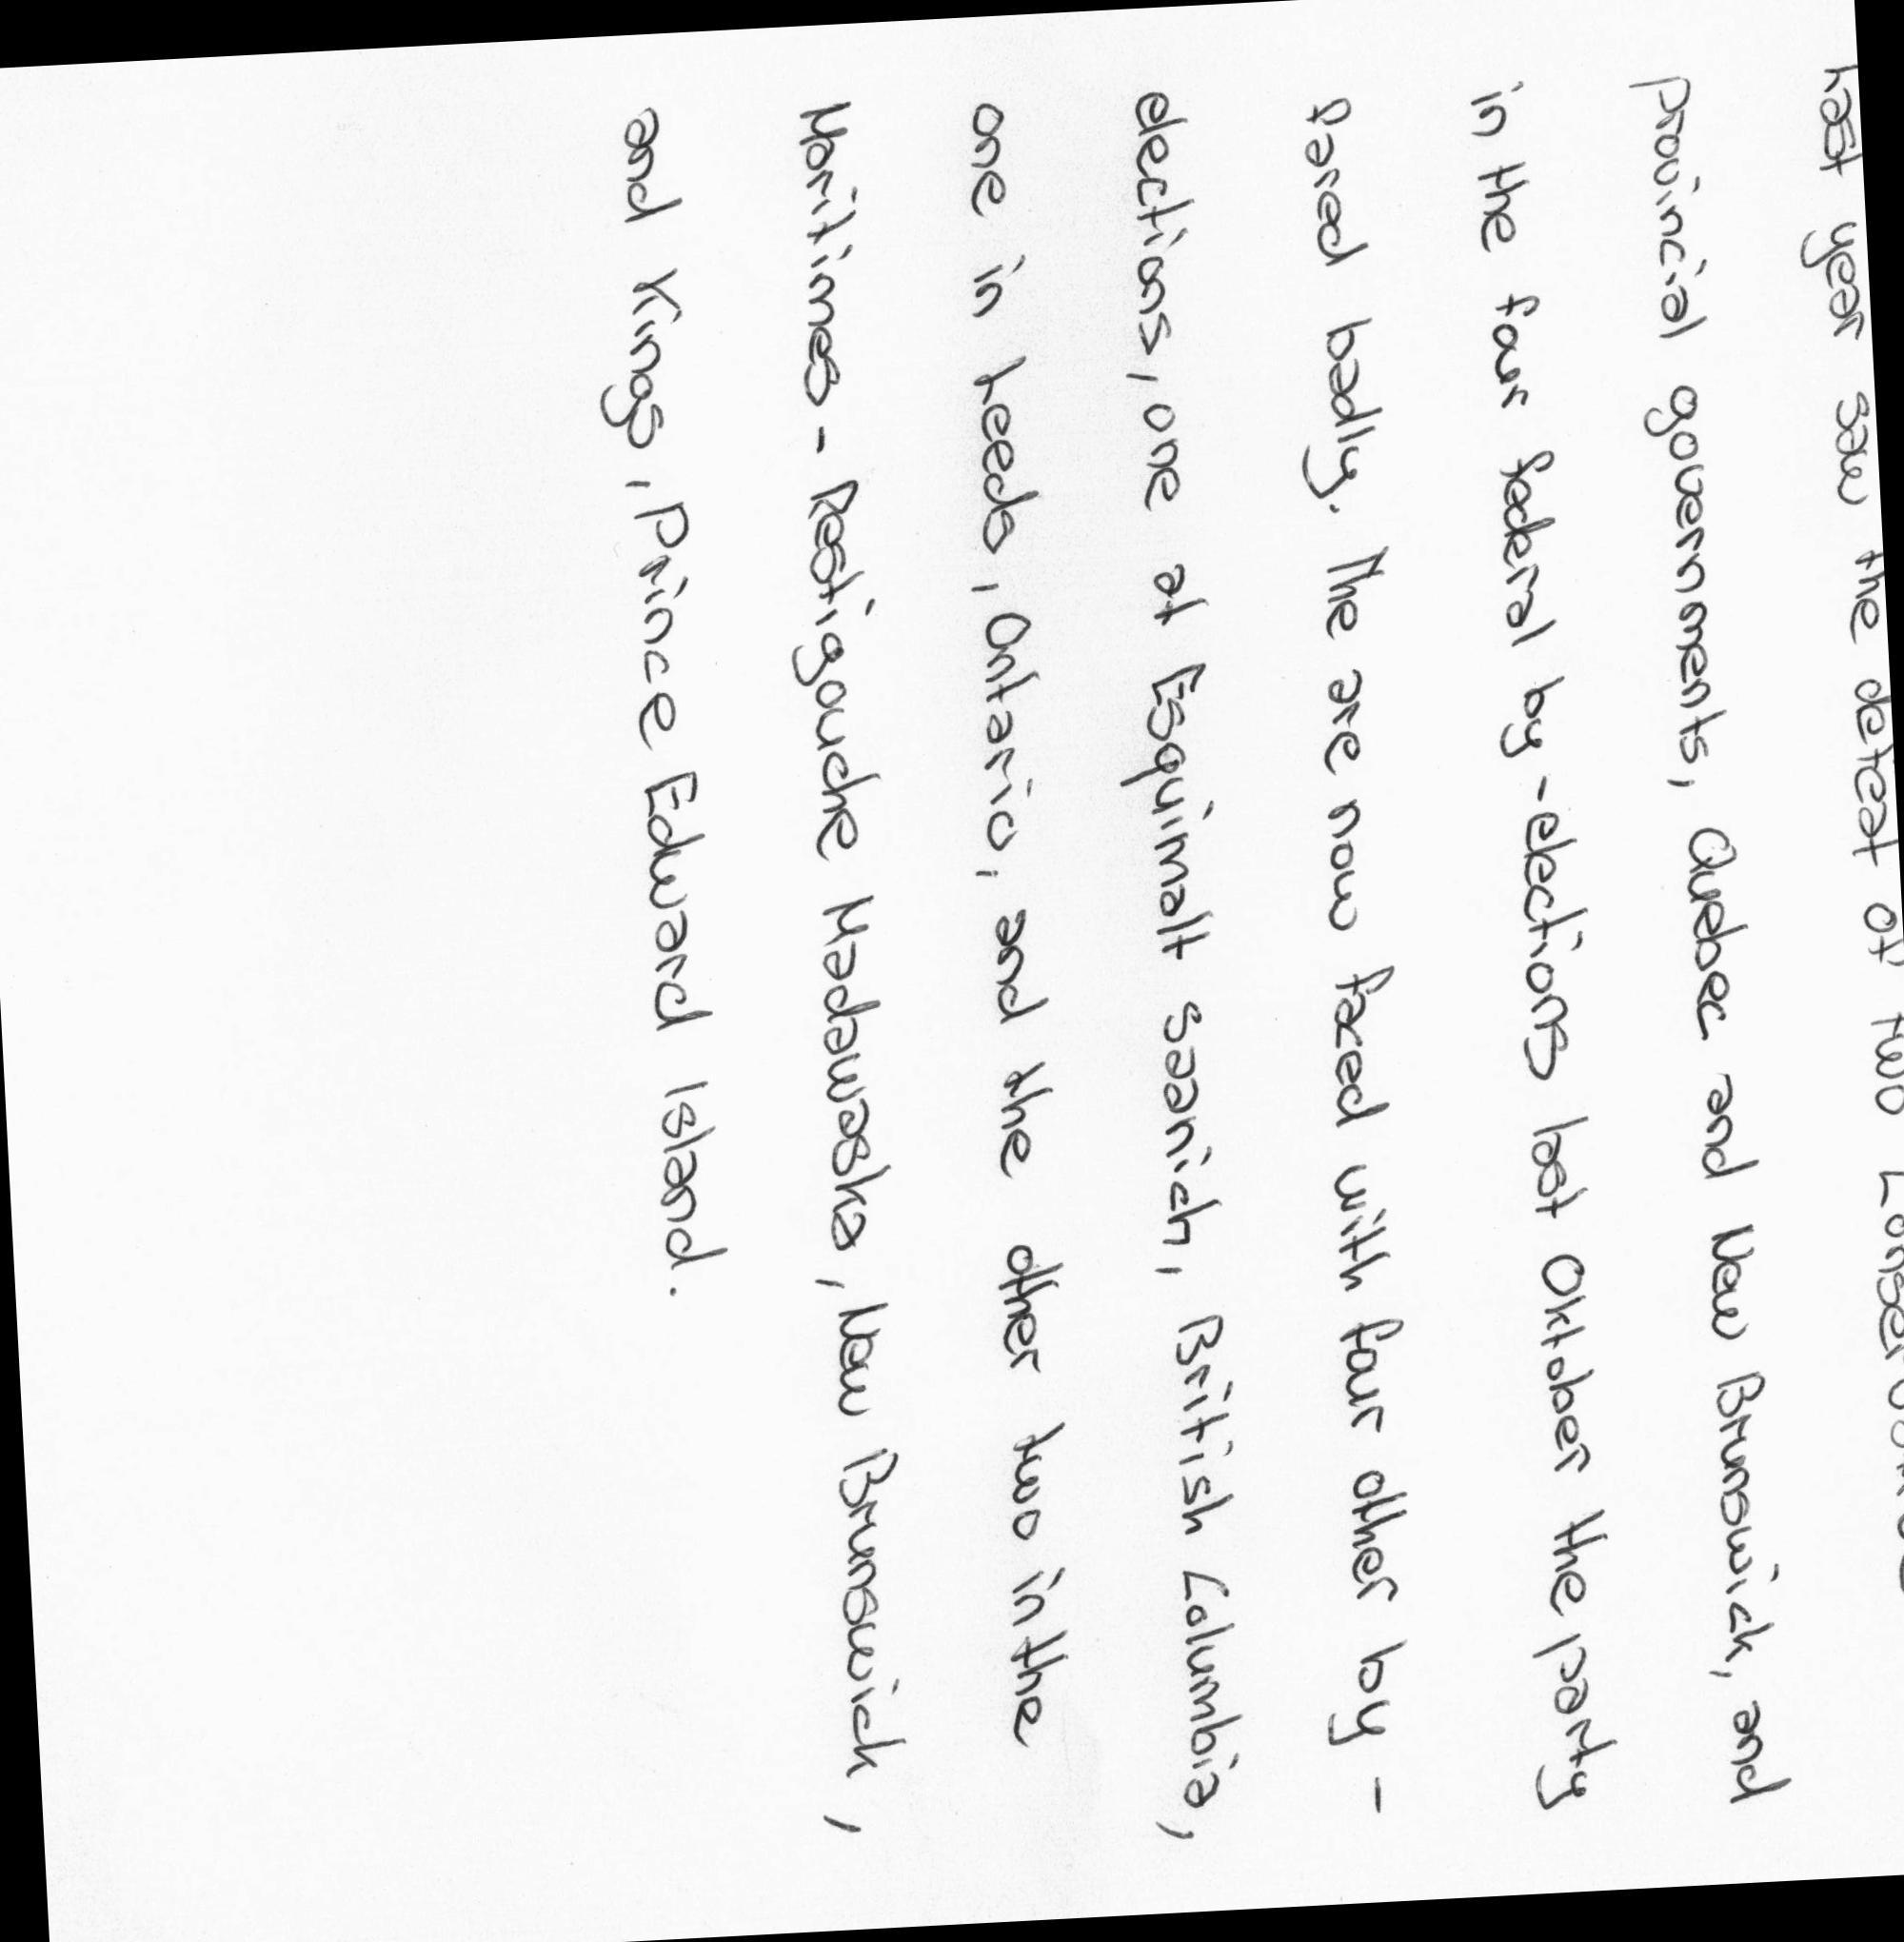 Last year saw the defeat of two Conservative
provincial governments, Quebec and New Brunswick, and
in the four federal by-elections last Oktober the party
fared badly. The are now faced with four other by-
elections, one at Esquimalt Saanich, British Columbia,
one in Leeds, Ontario, and the other two in the
Maritimes - Restigouche Madawaska, New Brunswick,
and Kings, Prince Edward Island.